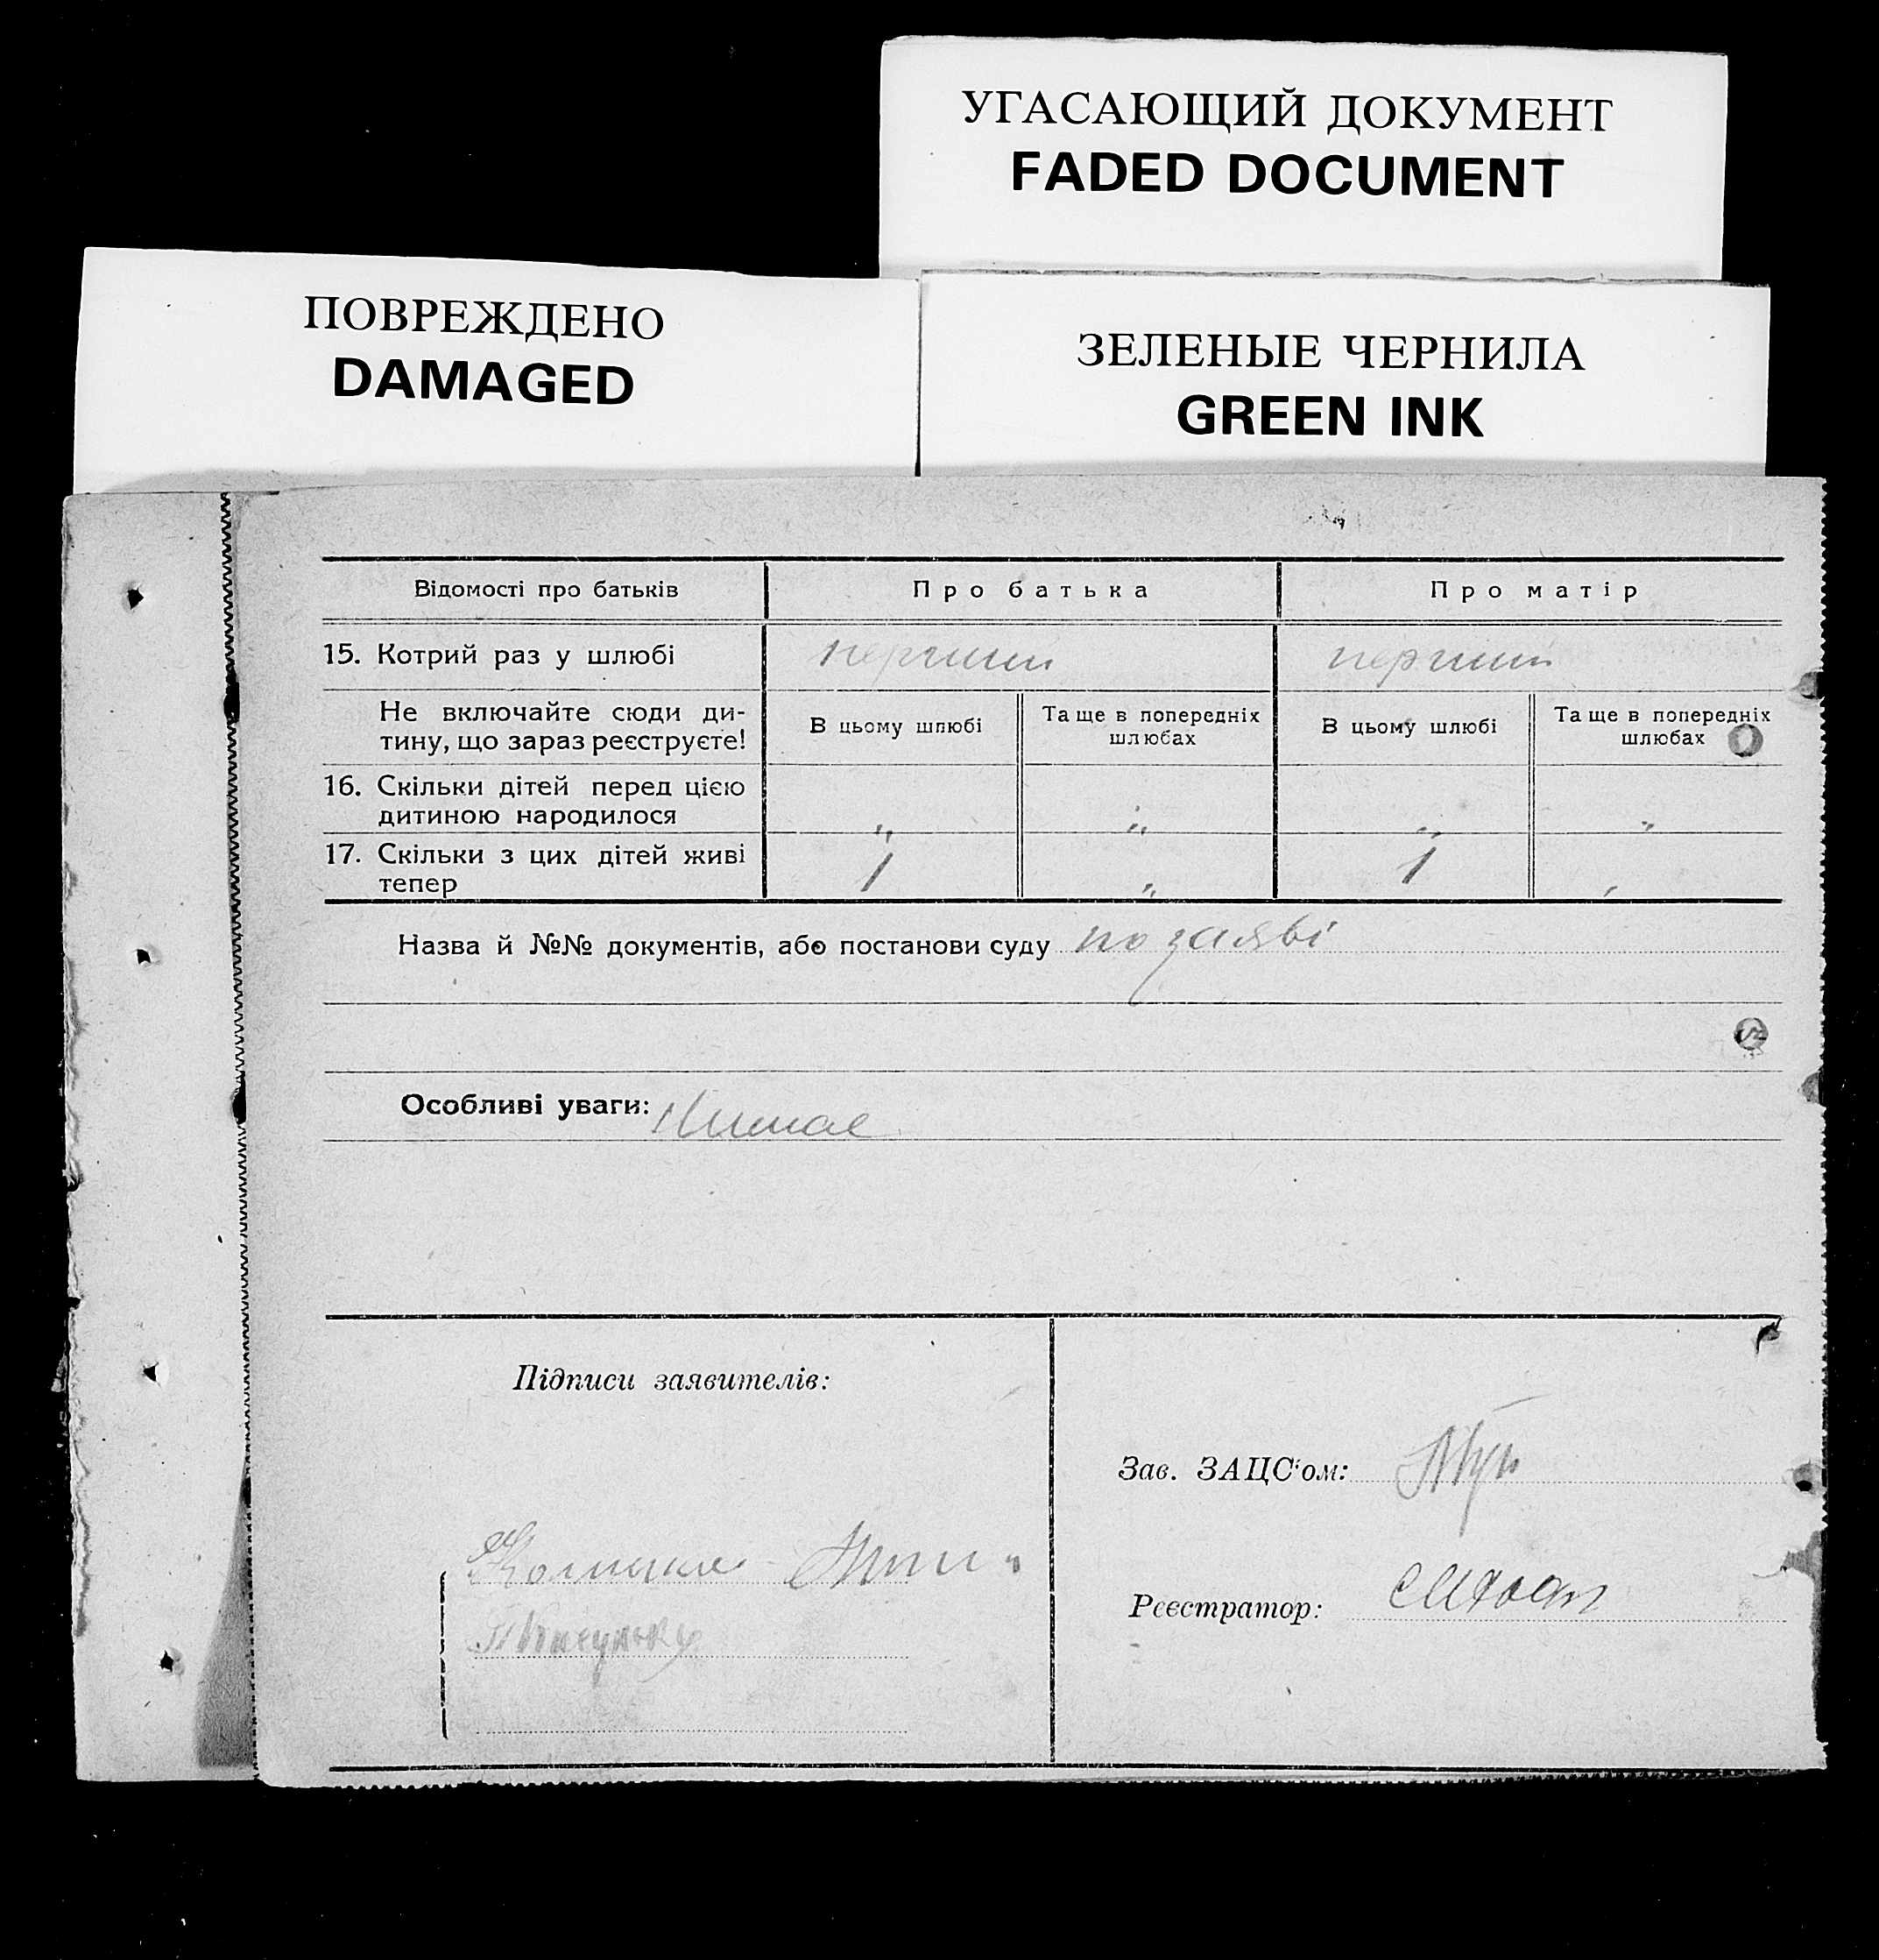 УГАСАЮЩИЙ ДОКУМЕНТ
FADED DOCUMENT
ПОВРЕЖДЕНО
DAMAGED
ЗЕЛЕНЫЕ ЧЕРНИЛА
GREEN INK
Відомості про батьків Про батька Про матір
15. Котрий раз у шлюбі перший перший
Не включайте сюди ди-
тину, що зараз реєструєте!
В цьому шлюбі
Та ще в попередніх
шлюбах
В цьому шлюбі
Та ще в попередніх
шлюбах
16. Скільки дітей перед цією
дитиною народилося „ „ „ „
17. Скільки з цих дітей живі
тепер 1 „ 1 „
Назва й №№ документів, або постанови суду по заяві
Особливі уваги: Нимає
Підписи заявителів:
Зав. ЗАЦС'ом:
Реєстратор: